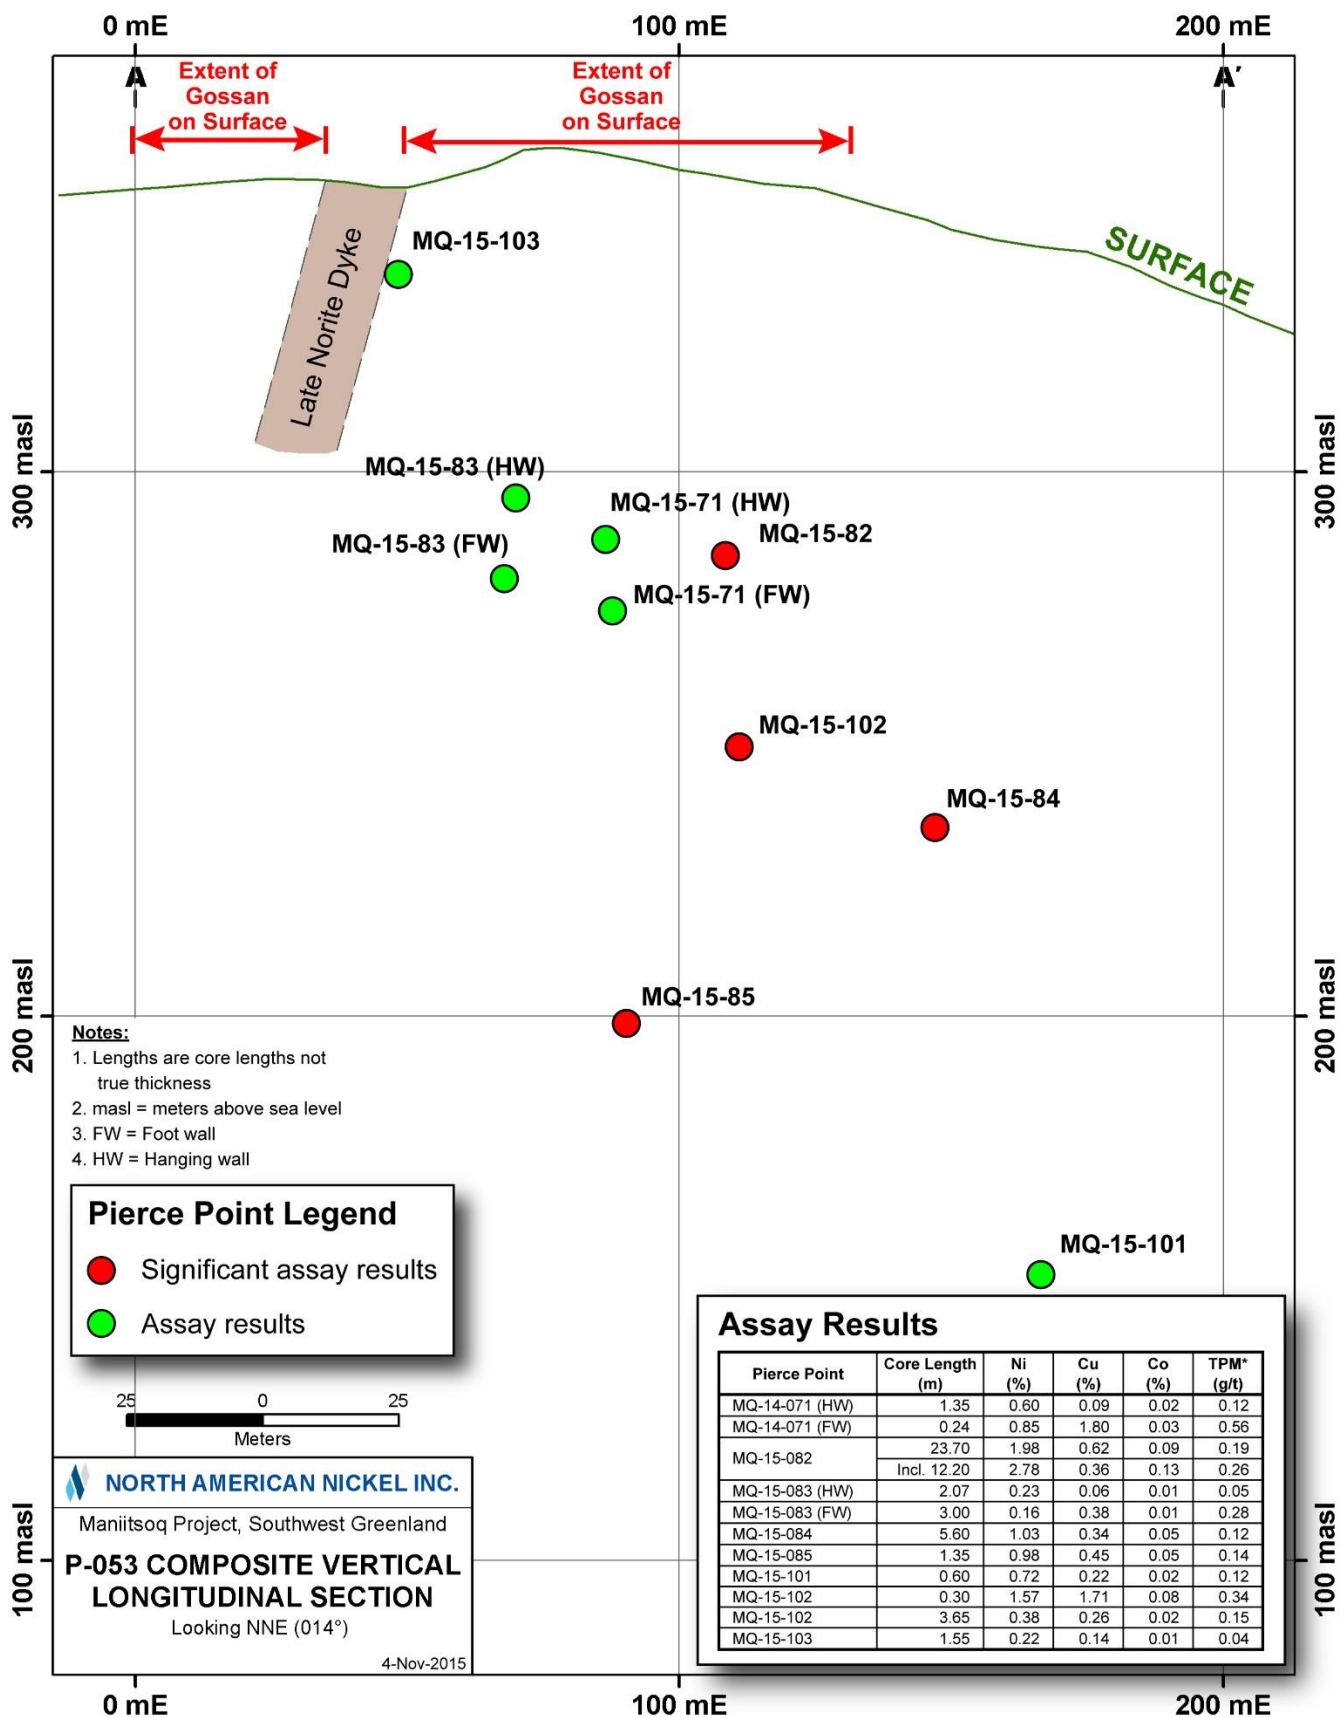 0 mE 100 mE 200 mE
A A′
Extent of
Gossan
on Surface
Extent of
Gossan
on Surface
SURFACE
Late Norite Dyke
MQ-15-103
300 masl 300 masl
MQ-15-83 (HW)
MQ-15-71 (HW)
MQ-15-82
MQ-15-83 (FW)
MQ-15-71 (FW)
MQ-15-102
MQ-15-84
MQ-15-85
200 masl 200 masl
Notes:
1. Lengths are core lengths not
true thickness
2. masl = meters above sea level
3. FW = Foot wall
4. HW = Hanging wall
Pierce Point Legend
Significant assay results
Assay results
MQ-15-101
25 0 25
Meters
NORTH AMERICAN NICKEL INC.
Maniitsoq Project, Southwest Greenland
P-053 COMPOSITE VERTICAL
LONGITUDINAL SECTION
Looking NNE (014°)
4-Nov-2015
Assay Results
Pierce Point Core Length (m) Ni (%) Cu (%) Co (%) TPM* (g/t)
MQ-14-071 (HW) 1.35 0.60 0.09 0.02 0.12
MQ-14-071 (FW) 0.24 0.85 1.80 0.03 0.56
MQ-15-082 23.70 1.98 0.62 0.09 0.19
Incl. 12.20 2.78 0.36 0.13 0.26
MQ-15-083 (HW) 2.07 0.23 0.06 0.01 0.05
MQ-15-083 (FW) 3.00 0.16 0.38 0.01 0.28
MQ-15-084 5.60 1.03 0.34 0.05 0.12
MQ-15-085 1.35 0.98 0.45 0.05 0.14
MQ-15-101 0.60 0.72 0.22 0.02 0.12
MQ-15-102 0.30 1.57 1.71 0.08 0.34
MQ-15-102 3.65 0.38 0.26 0.02 0.15
MQ-15-103 1.55 0.22 0.14 0.01 0.04
100 masl 100 masl
0 mE 100 mE 200 mE